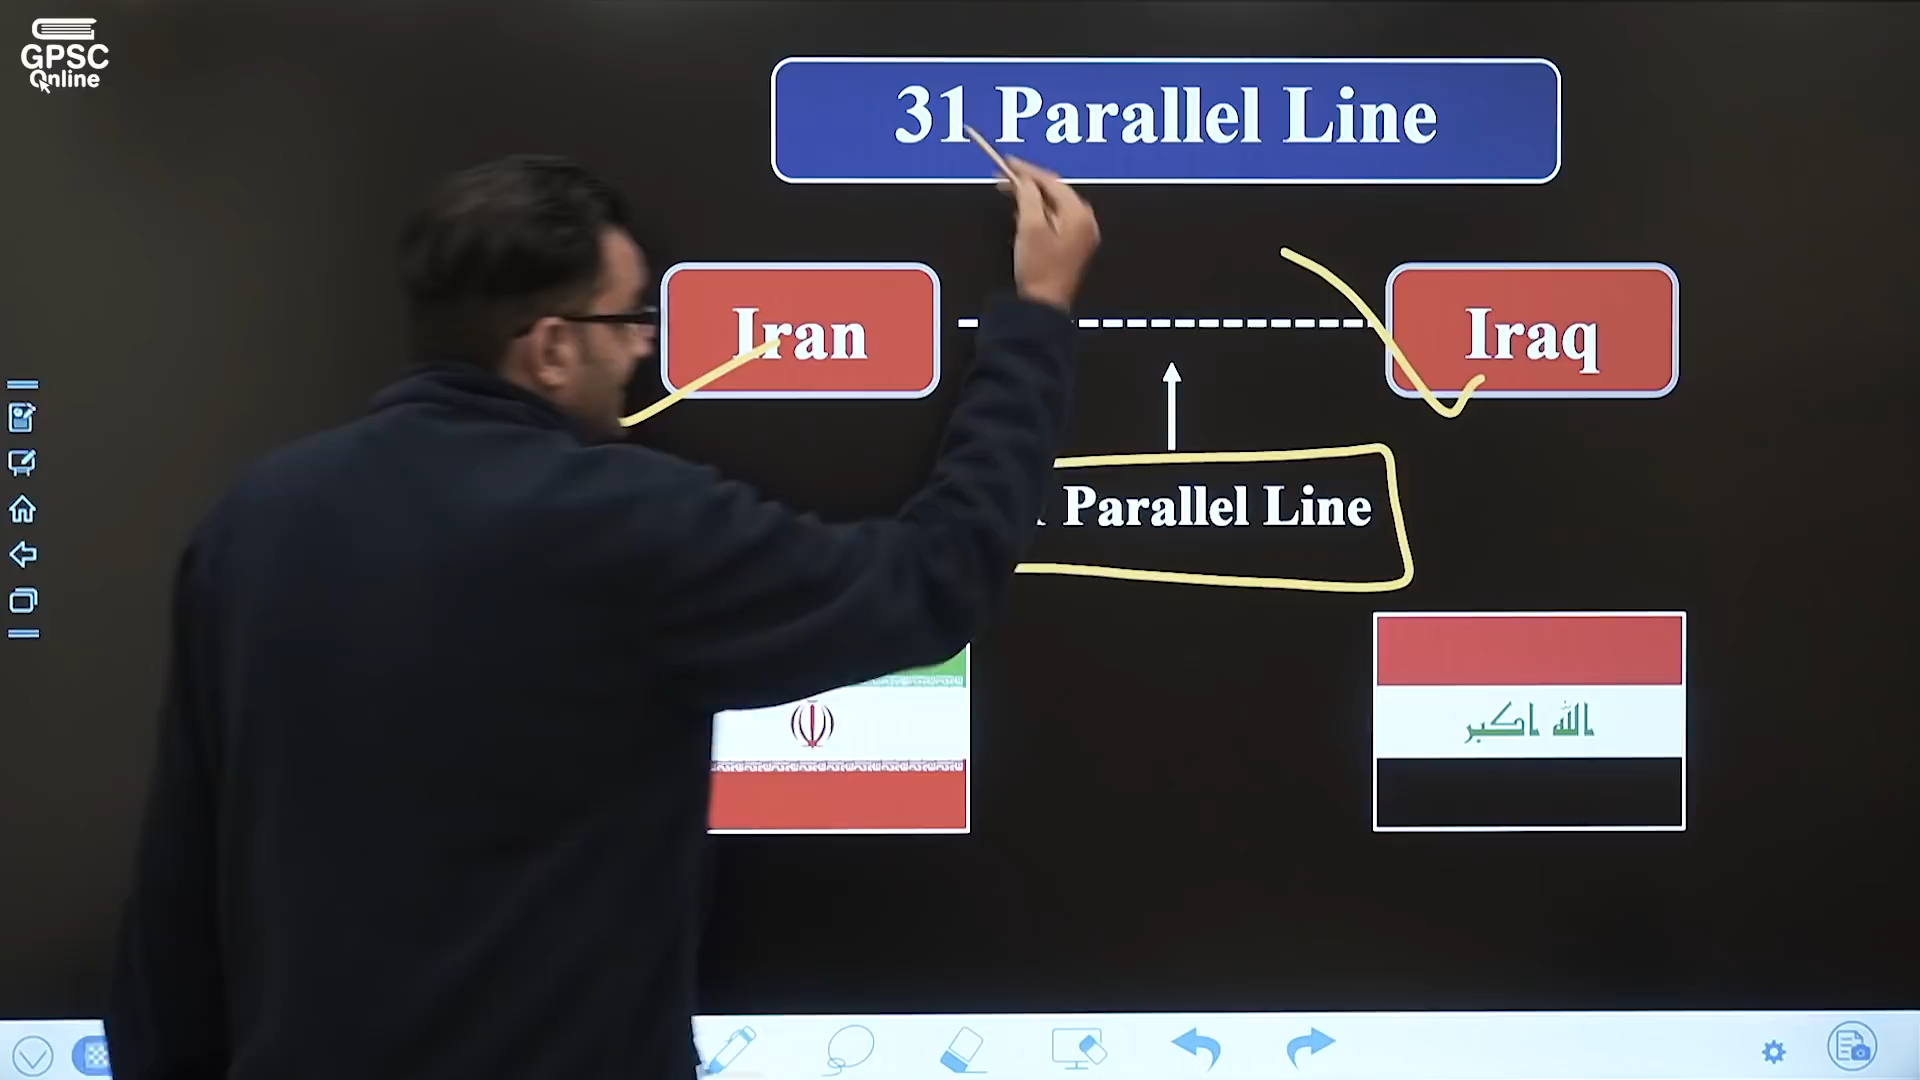 GPSC
Online
31 Parallel Line
Iran
Iraq
Parallel Line
الله اكبر